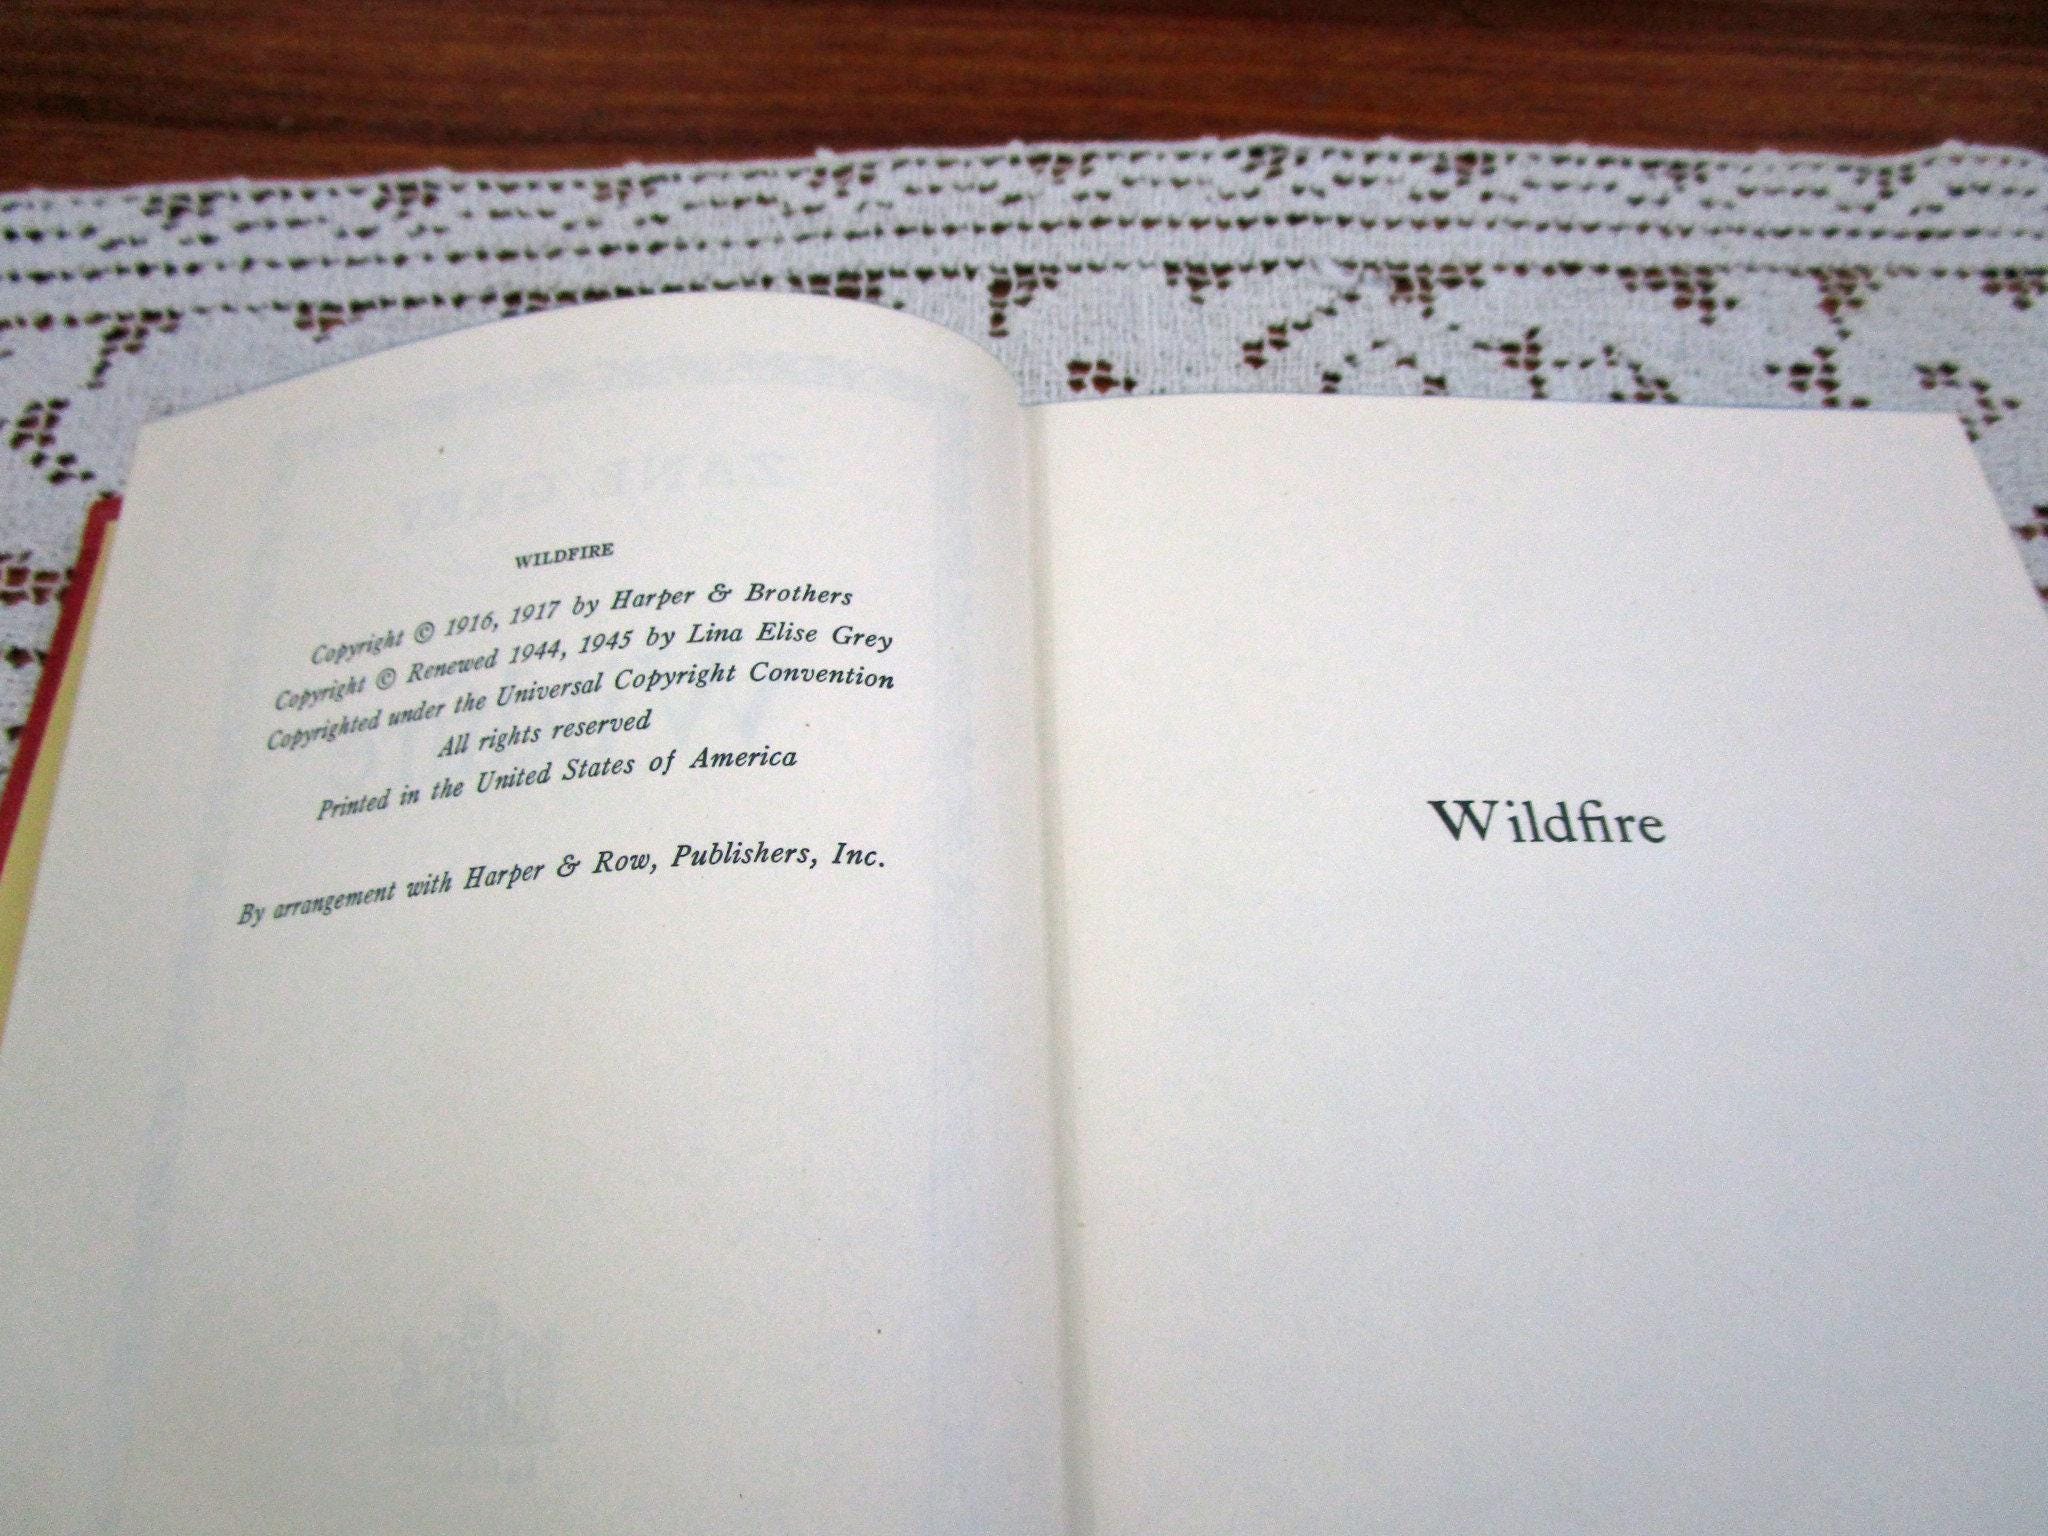 WILDFIRE
Copyright © 1916, 1917 by Harper & Brothers
Copyright © Renewed 1944, 1945 by Lina Elise Grey
Copyrighted under the Universal Copyright Convention
All rights reserved
Printed in the United States of America
By arrangement with Harper & Row, Publishers, Inc.
Wildfire